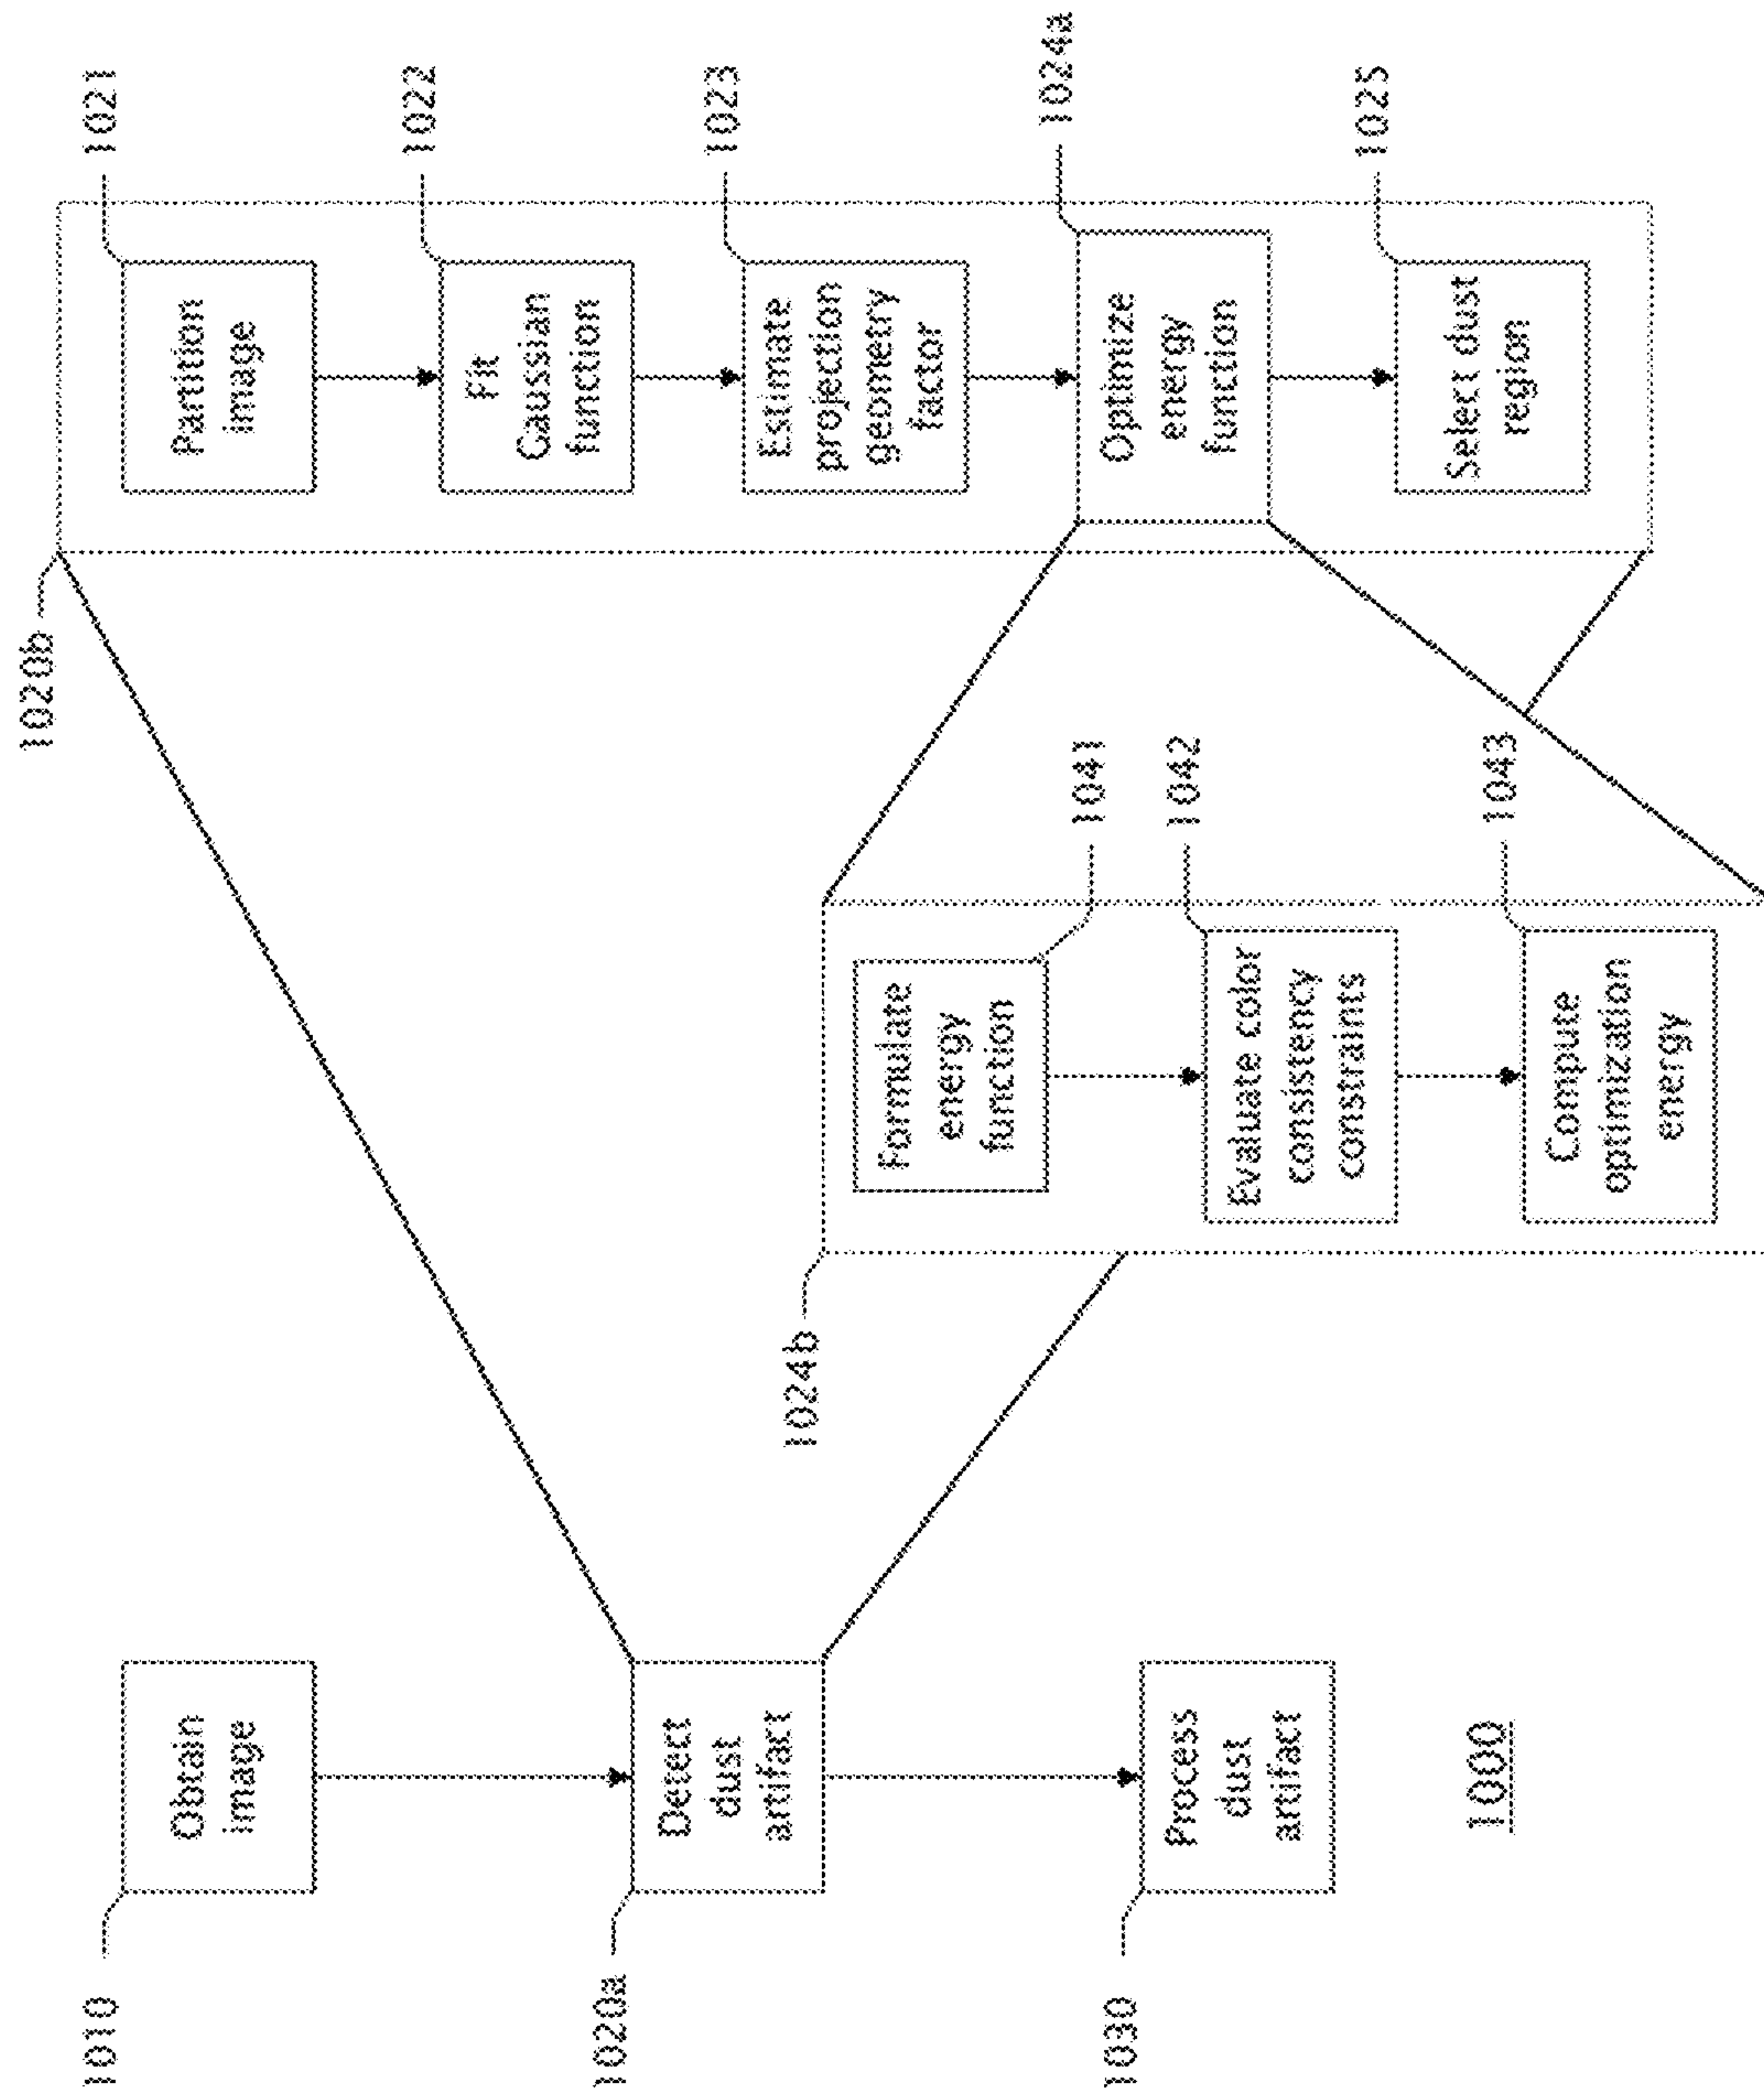 1010
Obtain
image
1020a
Detect
dust
artifact
1030
Process
dust
artifact
1000
1020b
1021
Partition
image
1022
Fit
Gaussian
function
1023
Estimate
projection
geometry
factor
1024a
Optimize
energy
function
1025
Select dust
region
1024b
1041
Formulate
energy
function
1042
Evaluate color
consistency
constraints
1043
Compute
optimization
energy